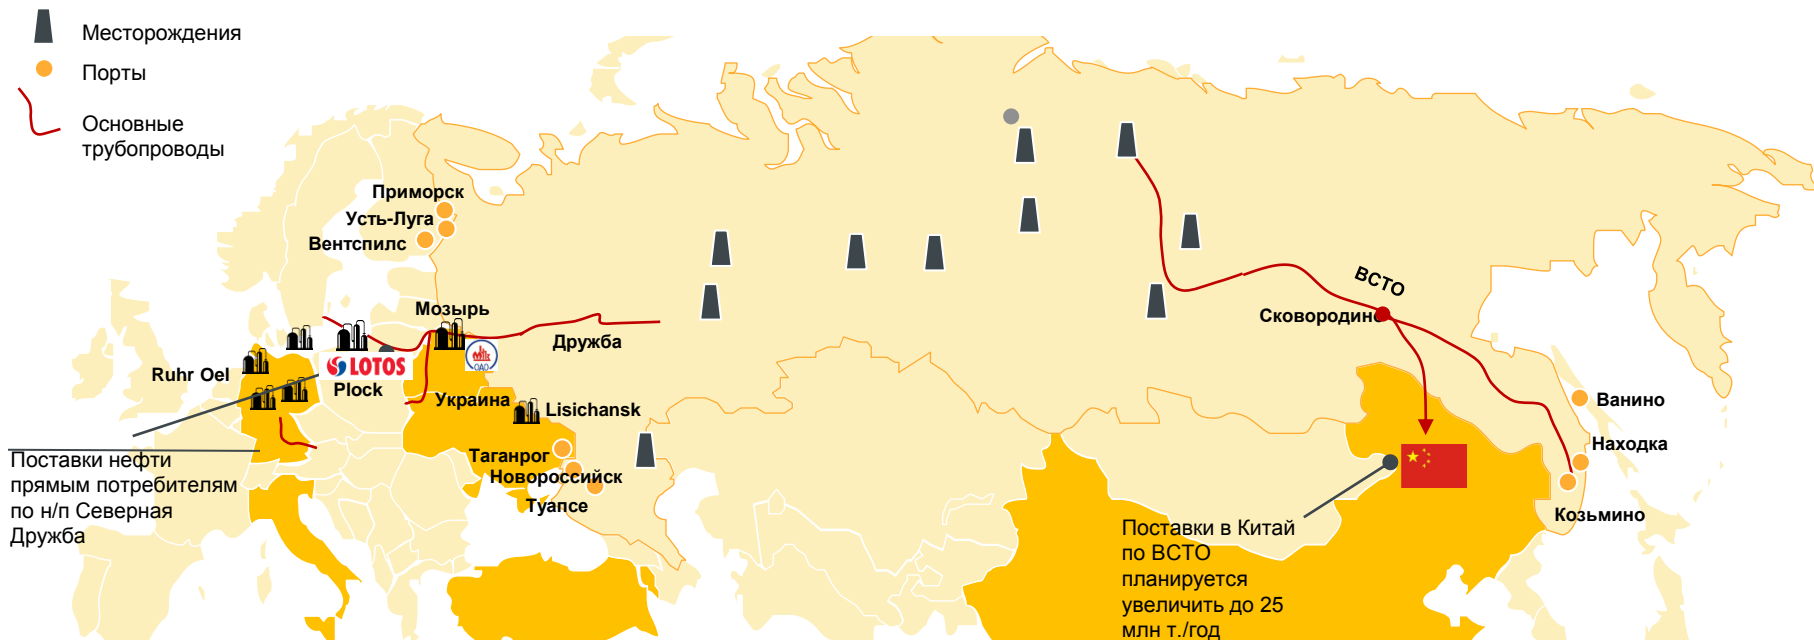 Месторождения
Порты
Основные
трубопроводы
Приморск
Усть-Луга
Вентспилс
Мозырь
Дружба
LOTOS
Plock
Ruhr Oel
Украина
Lisichansk
Таганрог
Новороссийск
Туапсе
Поставки нефти
прямым потребителям
по н/п Северная
Дружба
ВСТО
Сковородино
Ванино
Находка
Козьмино
Поставки в Китай
по ВСТО
планируется
увеличить до 25
млн т./год